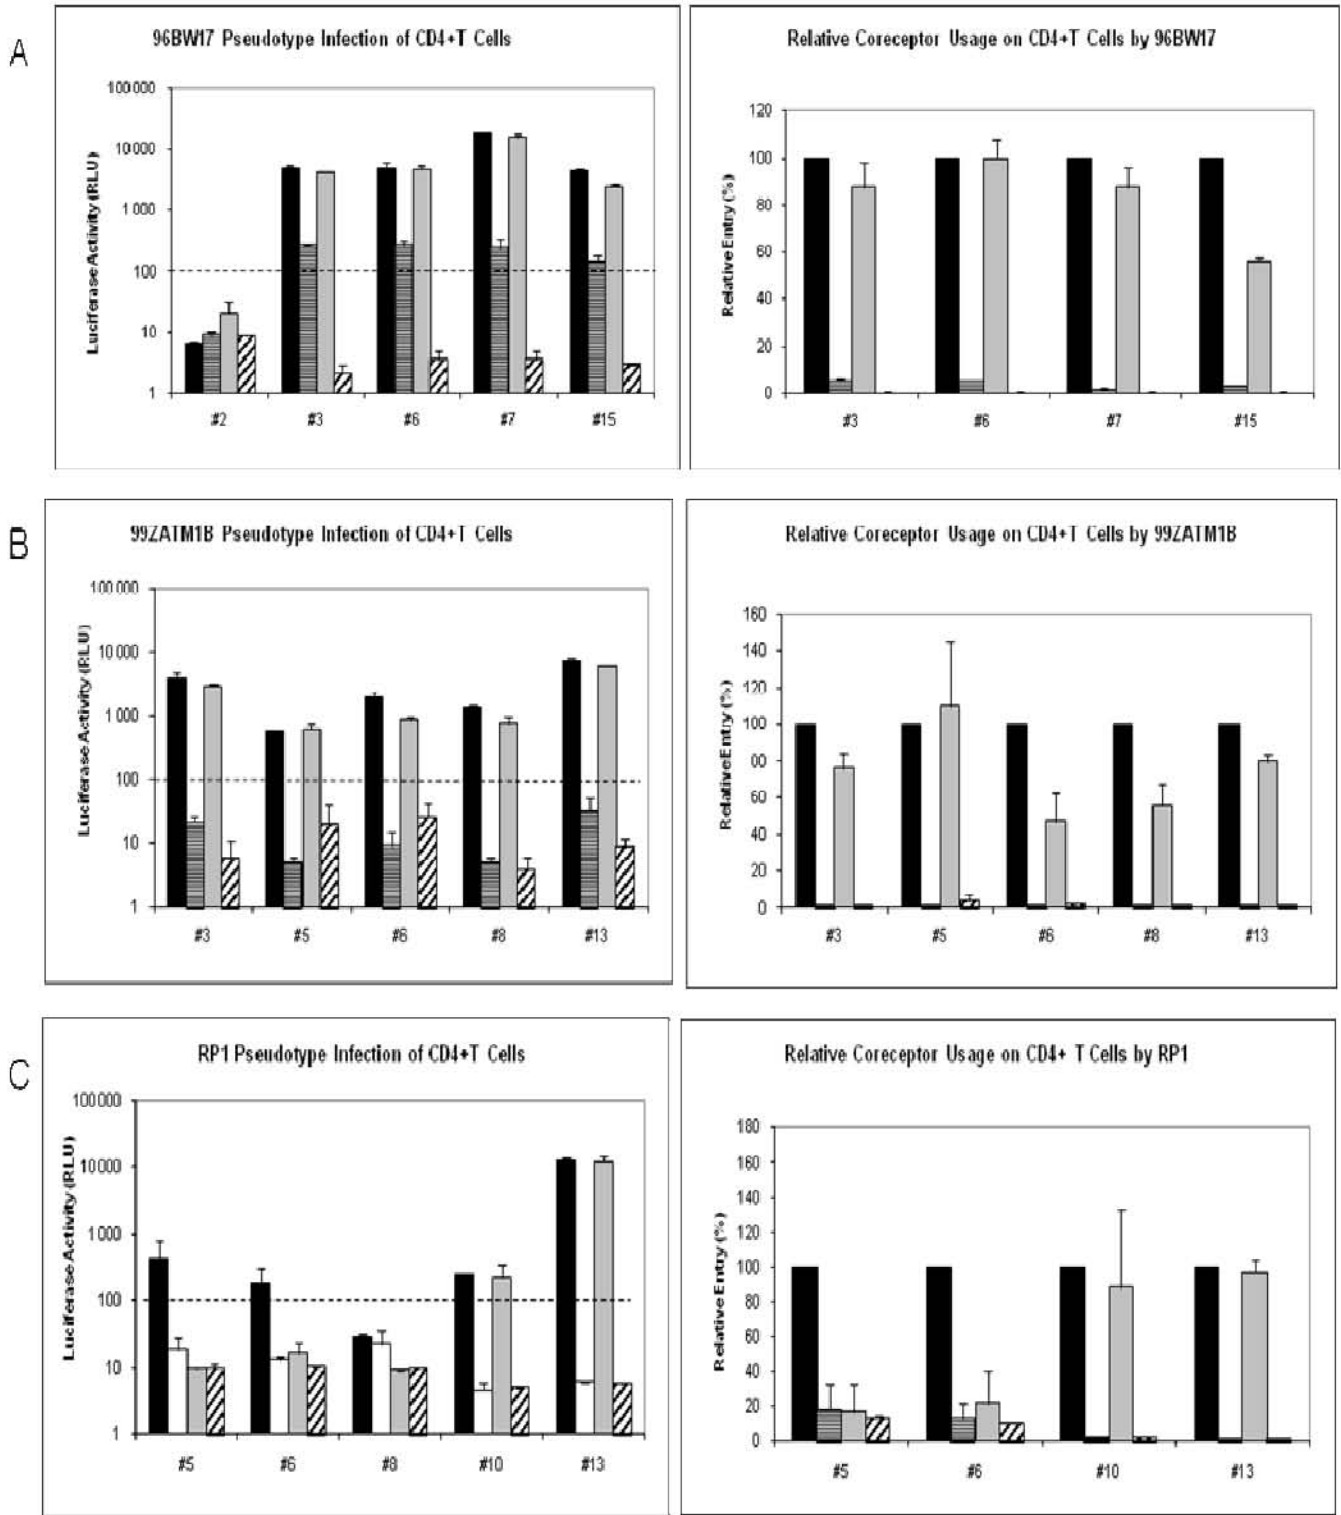 A
96BW17 Pseudotype Infection of CD4+T Cells
Luciferase Activity (RLU)
100 000
10 000
1 000
100
10
1
#2 #3 #6 #7 #15
Relative Coreceptor Usage on CD4+T Cells by 96BW17
Relative Entry (%)
120
100
80
60
40
20
0
#3 #6 #7 #15
B
99ZATM1B Pseudotype Infection of CD4+T Cells
Luciferase Activity (RLU)
100 000
10 000
1 000
100
10
1
#3 #5 #6 #8 #13
Relative Coreceptor Usage on CD4+T Cells by 99ZATM1B
Relative Entry (%)
160
140
120
100
80
60
40
20
0
#3 #5 #6 #8 #13
C
RP1 Pseudotype Infection of CD4+T Cells
Luciferase Activity (RLU)
100000
10000
1000
100
10
1
#5 #6 #8 #10 #13
Relative Coreceptor Usage on CD4+ T Cells by RP1
Relative Entry (%)
180
160
140
120
100
80
60
40
20
0
#5 #6 #10 #13